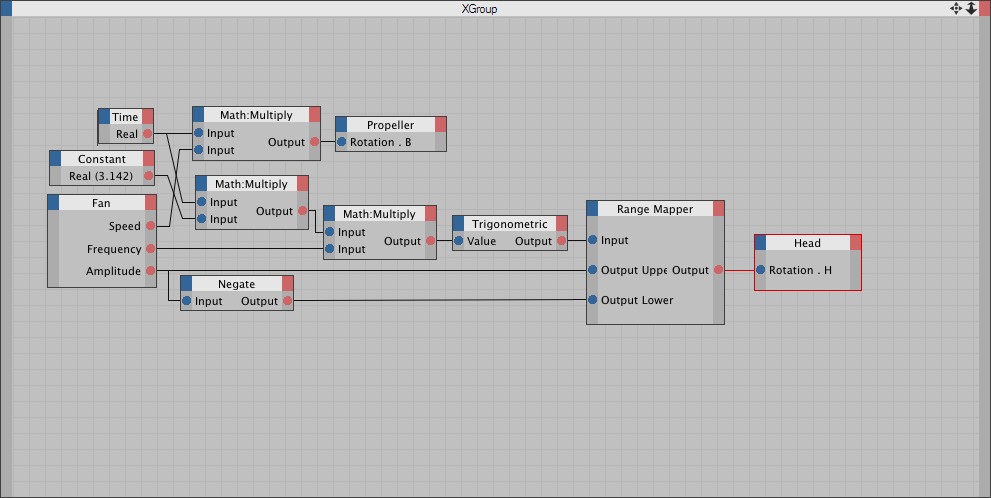 XGroup
Time
Real
Constant
Real (3.142)
Fan
Speed
Frequency
Amplitude
Math:Multiply
Input
Input
Output
Propeller
Rotation . B
Math:Multiply
Input
Input
Output
Math:Multiply
Input
Input
Output
Trigonometric
Value Output
Negate
Input Output
Range Mapper
Input
Output Uppe Output
Output Lower
Head
Rotation . H